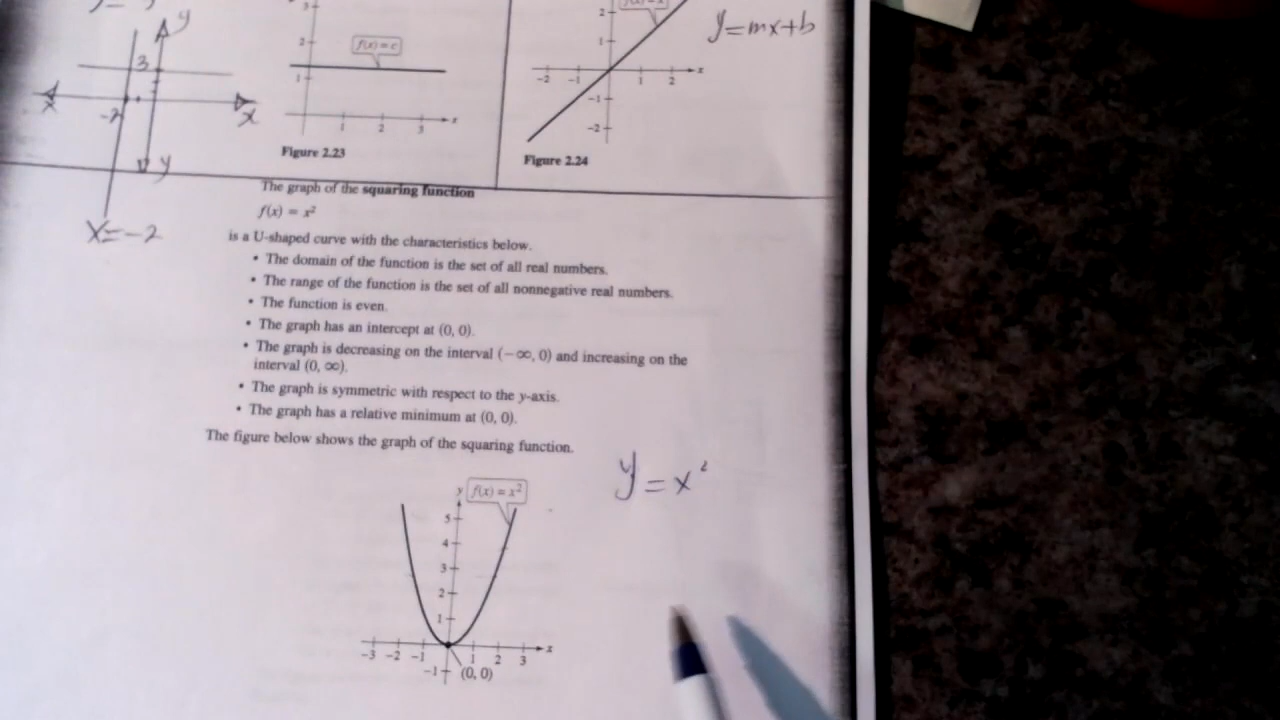 y
3
x
-2
x
y
x=-2
3
2
f(x) = c
1
1 2 3 x
Figure 2.23
y=mx+b
2
1
-2 -1 1 2 x
-1
-2
Figure 2.24
The graph of the squaring function
f(x) = x²
is a U-shaped curve with the characteristics below.
• The domain of the function is the set of all real numbers.
• The range of the function is the set of all nonnegative real numbers.
• The function is even.
• The graph has an intercept at (0, 0).
• The graph is decreasing on the interval (−∞, 0) and increasing on the
interval (0, ∞).
• The graph is symmetric with respect to the y-axis.
• The graph has a relative minimum at (0, 0).
The figure below shows the graph of the squaring function.
y = x²
y f(x) = x²
5
4
3
2
1
-3 -2 -1 1 2 3 x
-1 (0, 0)